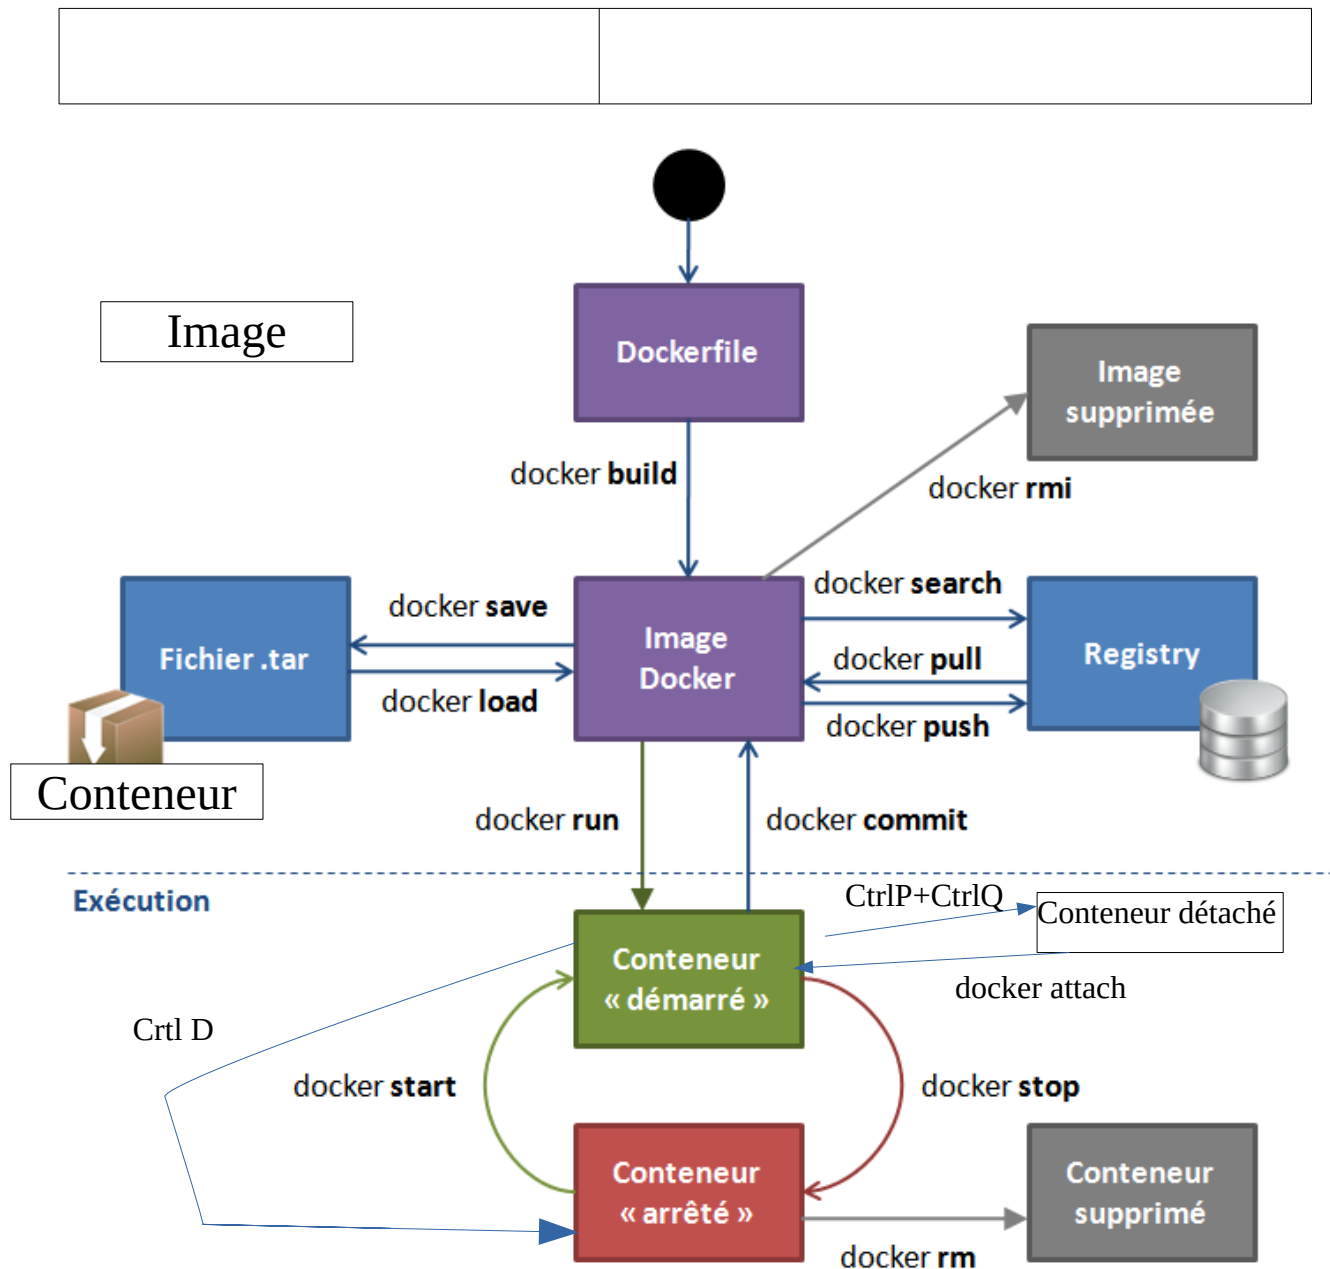 Image
Dockerfile
Image
supprimée
docker build
docker rmi
docker search
docker save
Fichier .tar
Image
Docker
docker pull
Registry
docker load
docker push
Conteneur
docker run
docker commit
Exécution
CtrlP+CtrlQ
Conteneur détaché
Conteneur
« démarré »
docker attach
Crtl D
docker start
docker stop
Conteneur
« arrêté »
Conteneur
supprimé
docker rm